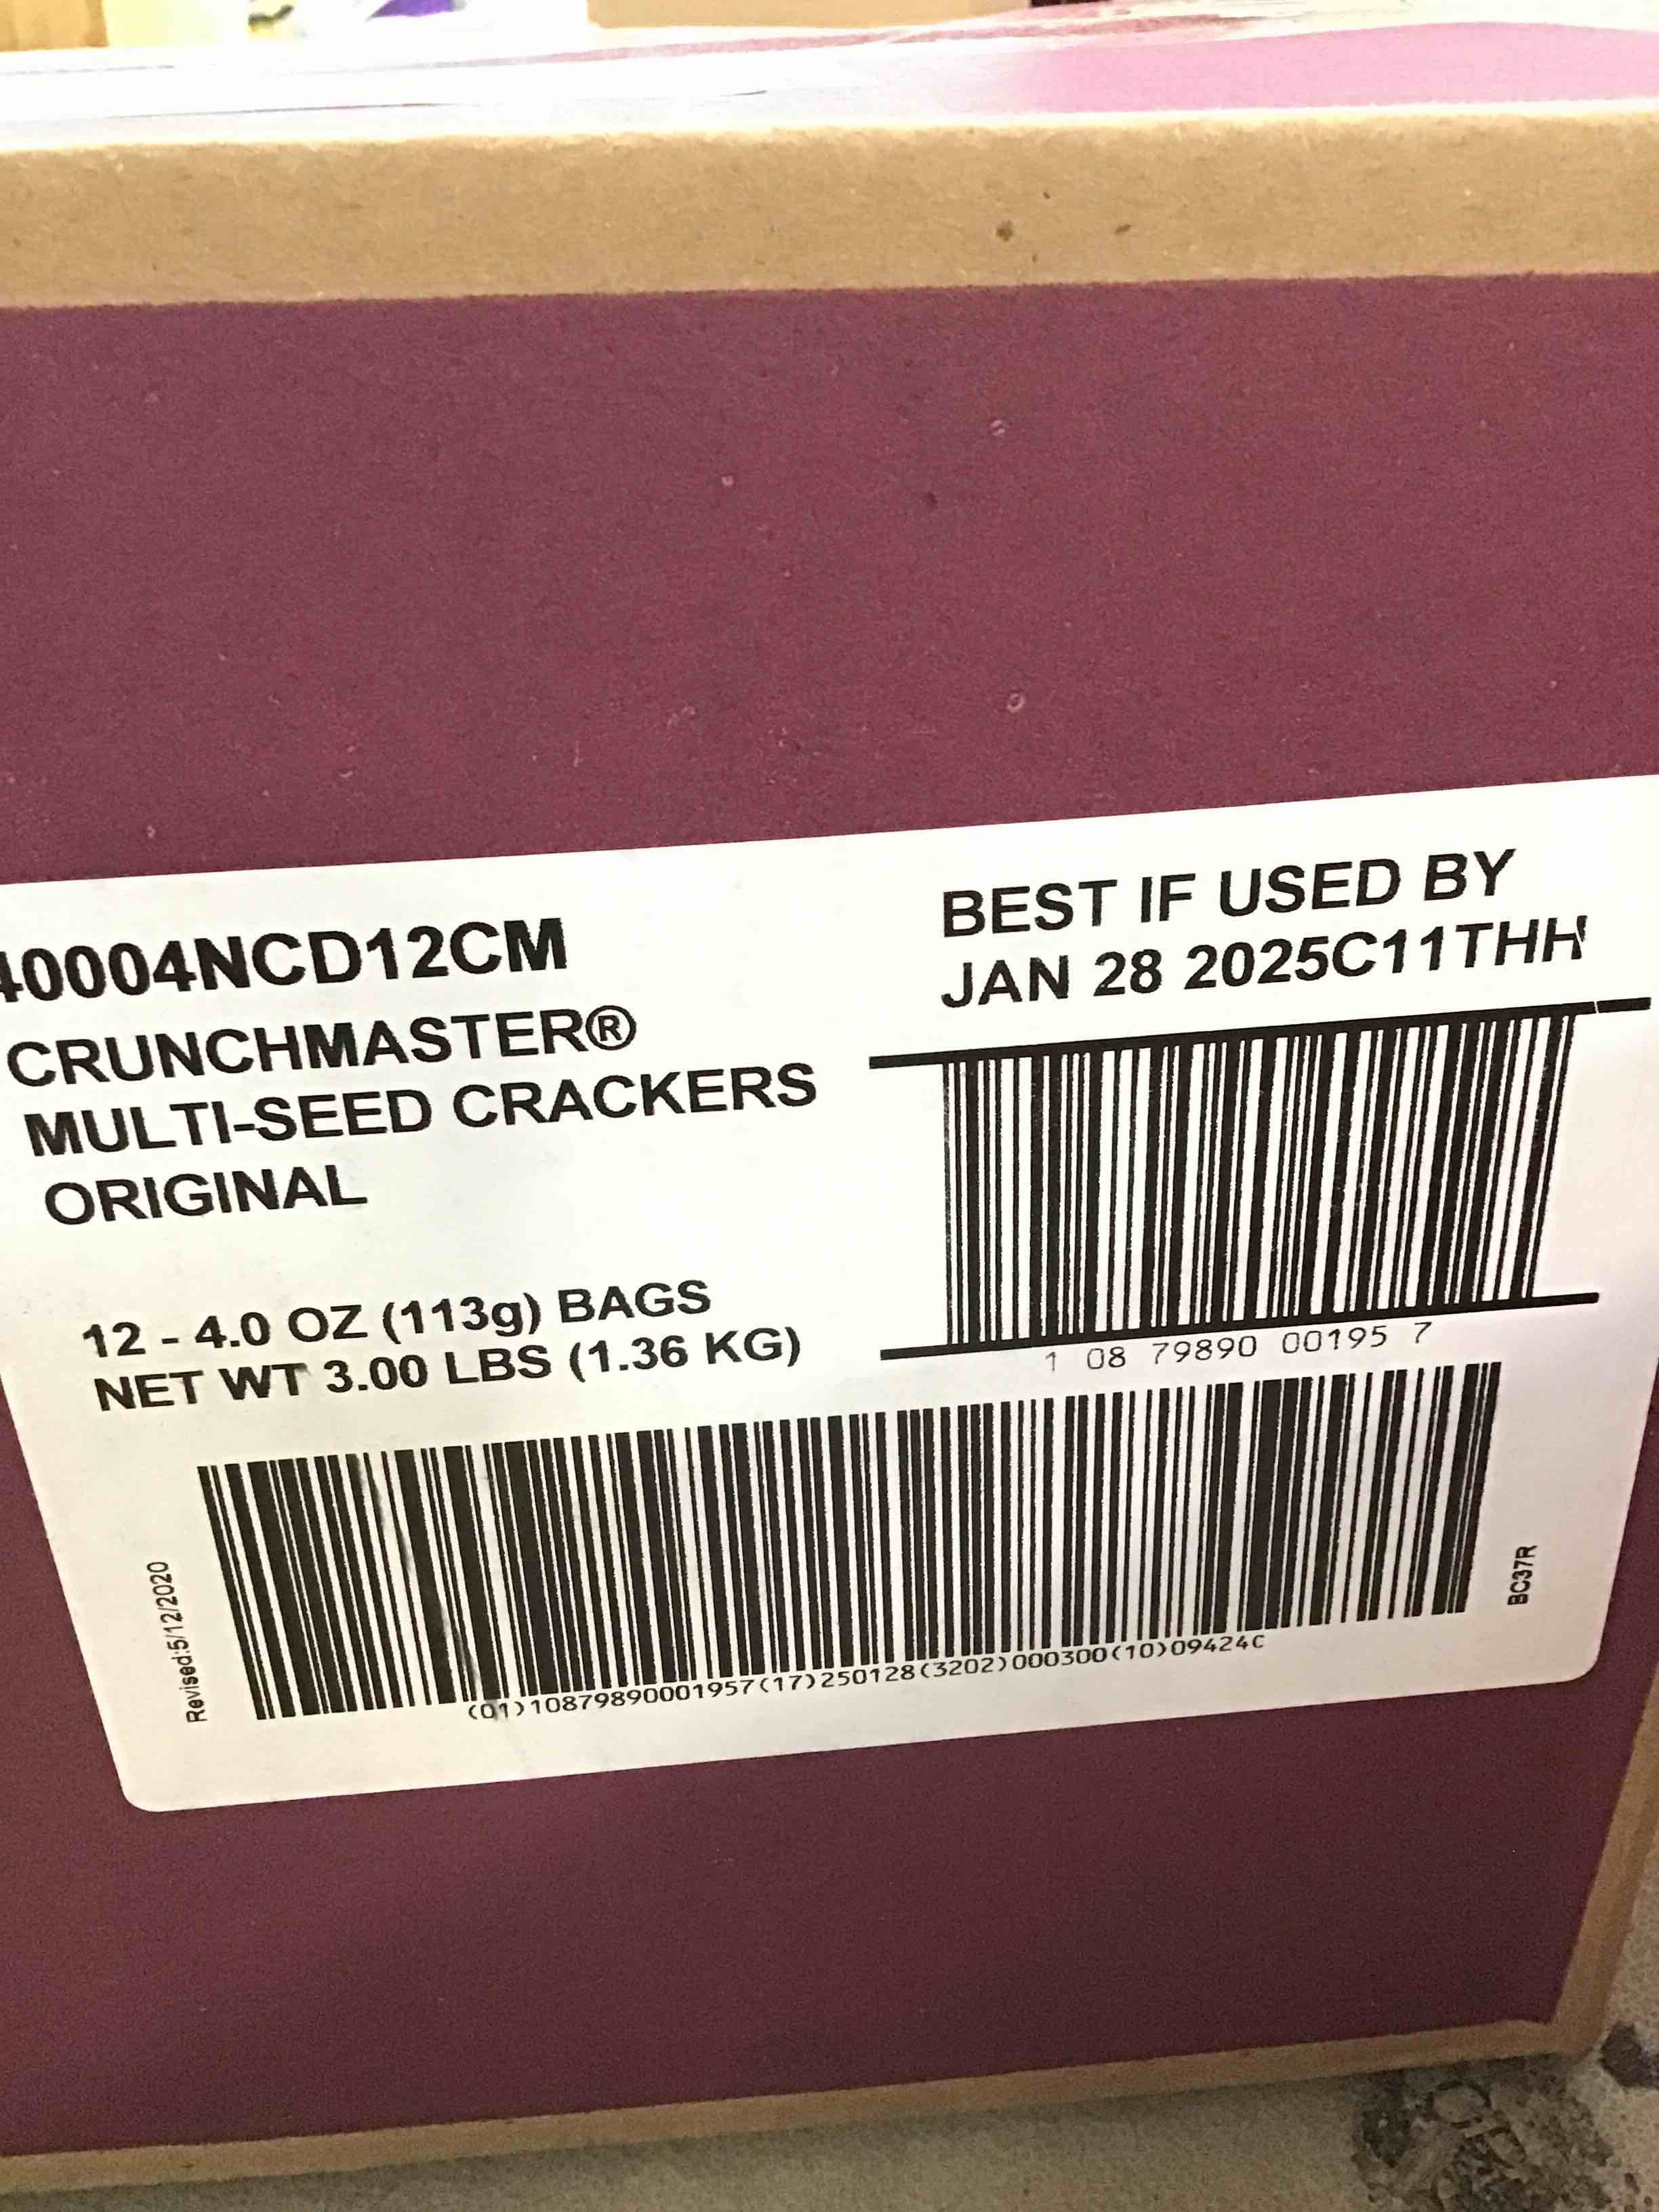 40004NCD12CM
CRUNCHMASTER®
MULTI-SEED CRACKERS
ORIGINAL
12 - 4.0 OZ (113g) BAGS
NET WT 3.00 LBS (1.36 KG)
BEST IF USED BY
JAN 28 2025C11THH
1 08 79890 00195 7
Revised:5/12/2020
BC37R
(01)10879890001957(17)250128(3202)000300(10)09424C